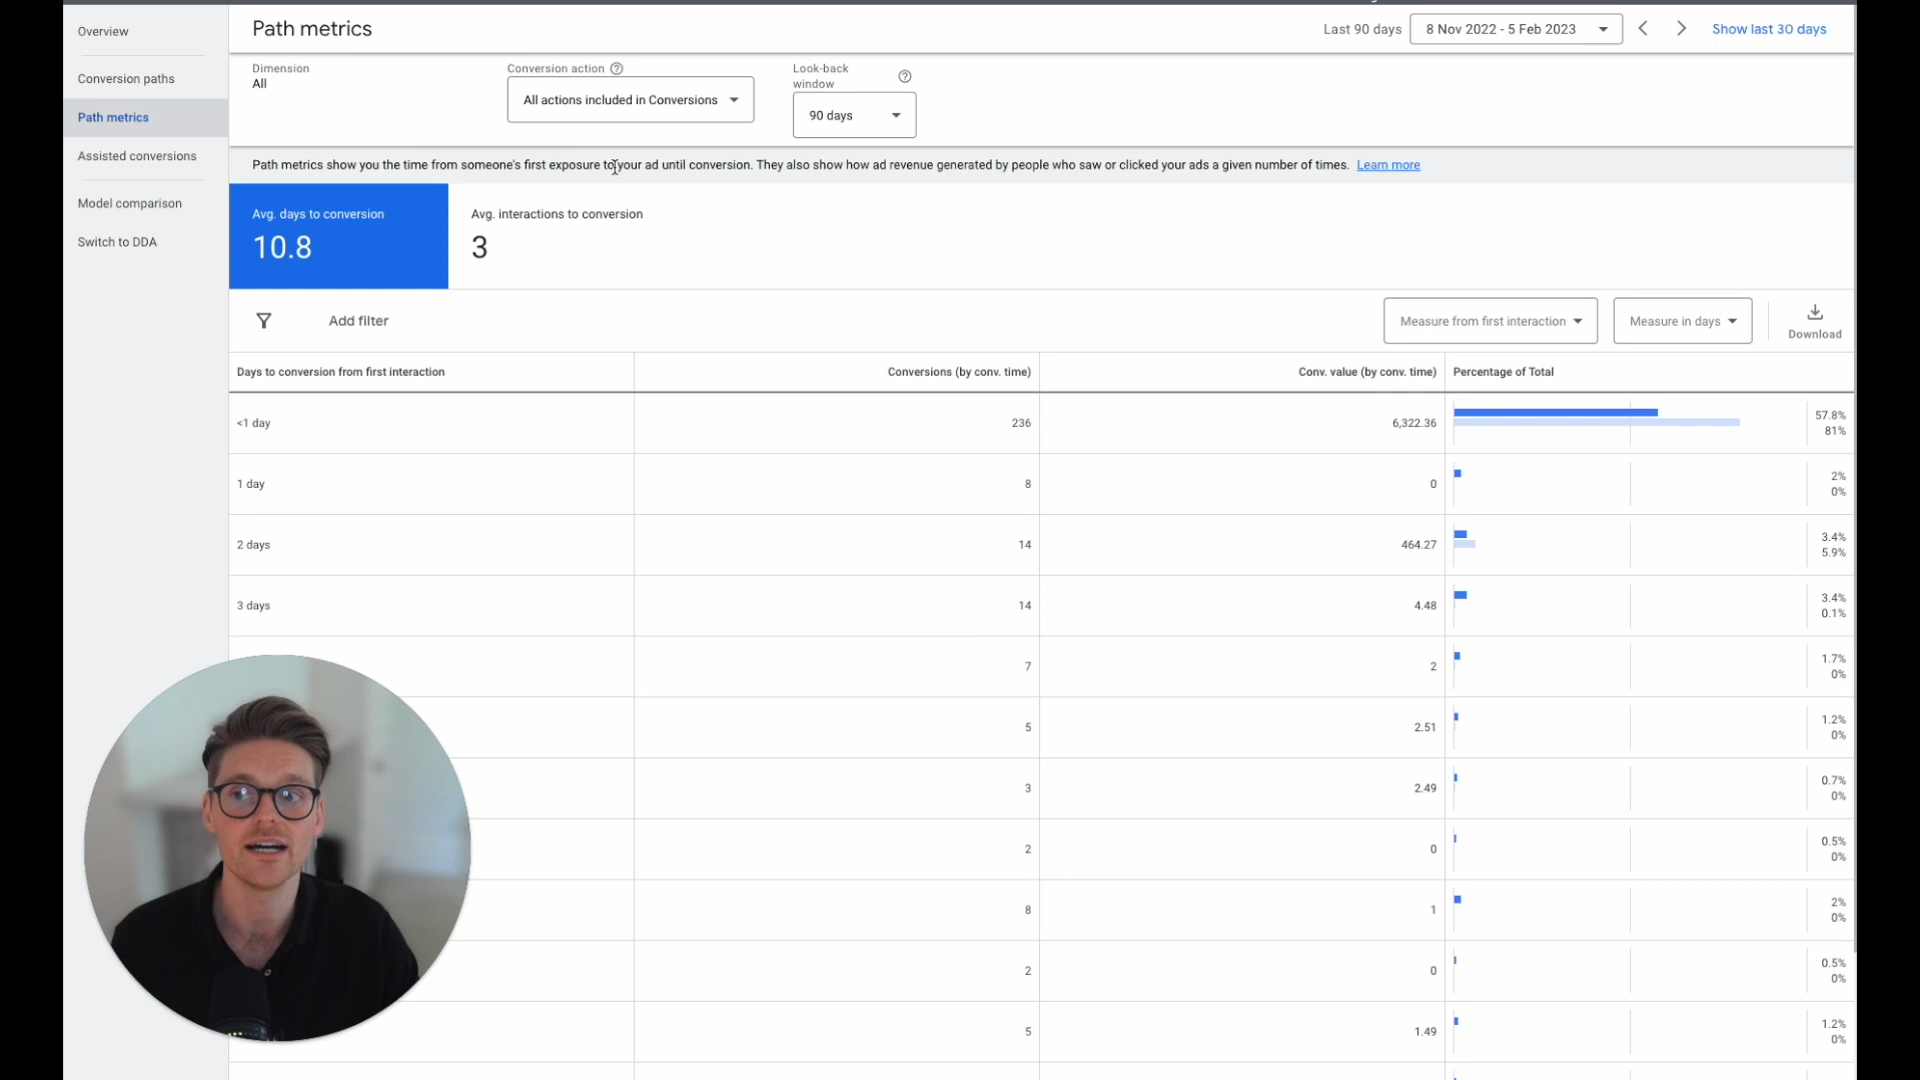 Overview
Conversion paths
Path metrics
Assisted conversions
Model comparison
Switch to DDA
Path metrics
Last 90 days
8 Nov 2022 - 5 Feb 2023
Show last 30 days
Dimension
All
Conversion action
All actions included in Conversions
Look-back
window
90 days
Path metrics show you the time from someone's first exposure to your ad until conversion. They also show how ad revenue generated by people who saw or clicked your ads a given number of times. Learn more
Avg. days to conversion
10.8
Avg. interactions to conversion
3
Add filter
Measure from first interaction
Measure in days
Download
Days to conversion from first interaction Conversions (by conv. time) Conv. value (by conv. time) Percentage of Total
<1 day 236 6,322.36 57.8%
81%
1 day 8 0 2%
0%
2 days 14 464.27 3.4%
5.9%
3 days 14 4.48 3.4%
0.1%
7 2 1.7%
0%
5 2.51 1.2%
0%
3 2.49 0.7%
0%
2 0 0.5%
0%
8 1 2%
0%
2 0 0.5%
0%
5 1.49 1.2%
0%